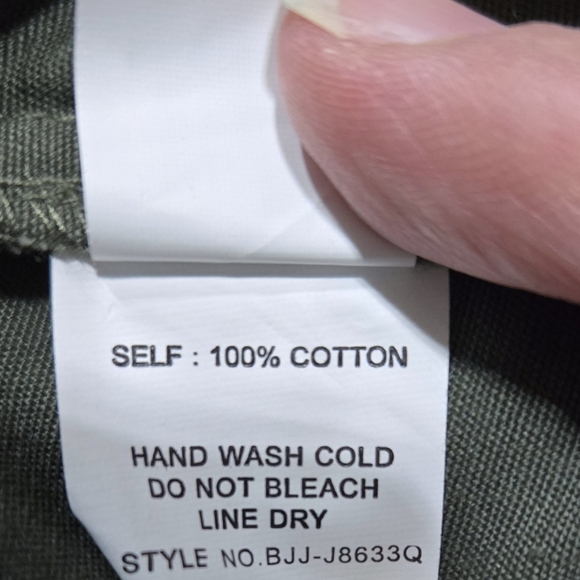 SELF : 100% COTTON
HAND WASH COLD
DO NOT BLEACH
LINE DRY
STYLE NO.BJJ-J8633Q